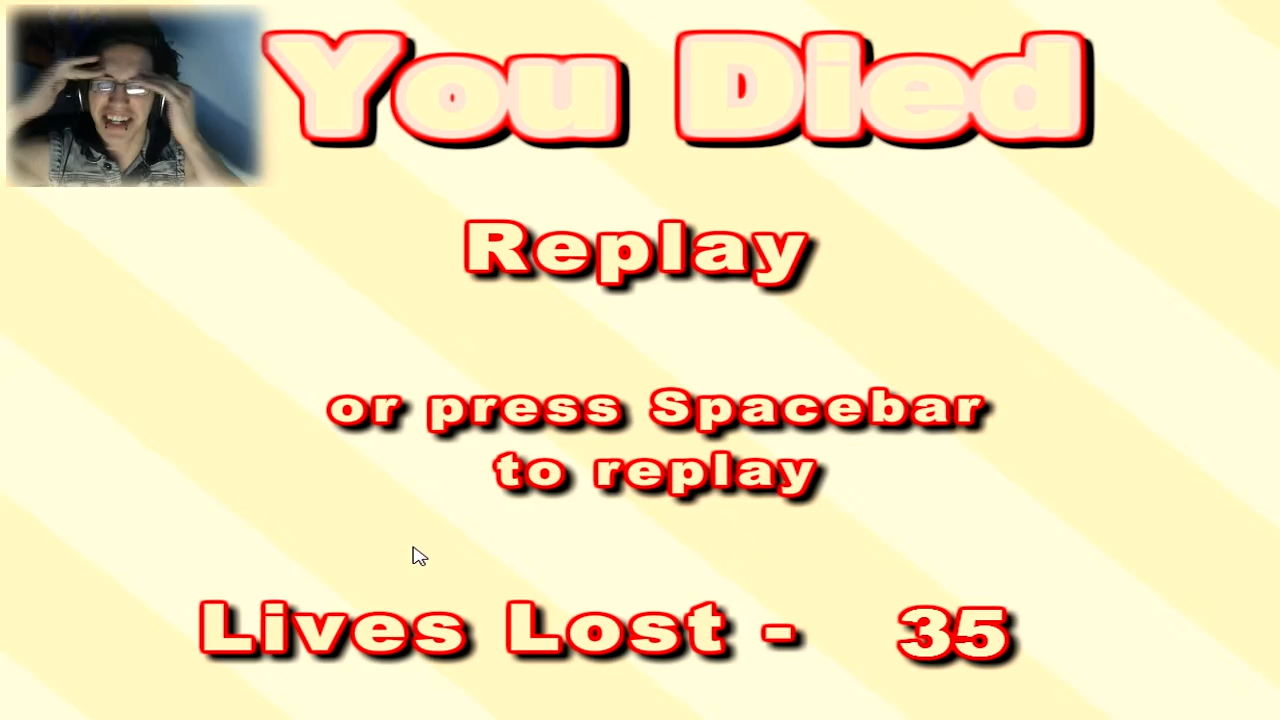 You Died
Replay
or press Spacebar
to replay
Lives Lost - 35